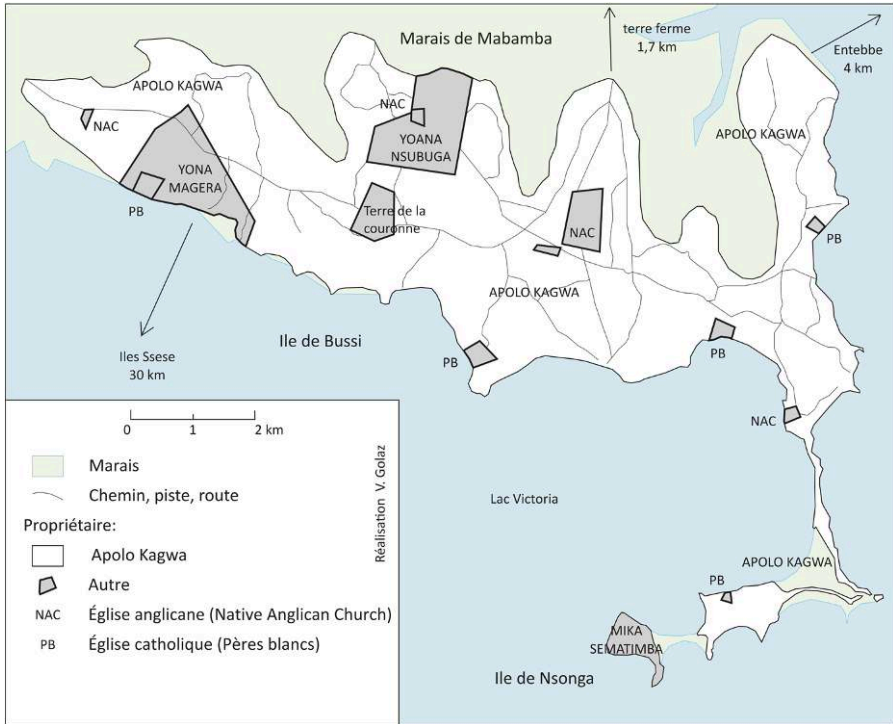 Marais de Mabamba
terre ferme
1,7 km
Entebbe
4 km
APOLO KAGWA
NAC
NAC
YOANA
NSUBUGA
APOLO KAGWA
YONA
MAGERA
PB
Terre de la
couronne
NAC
PB
APOLO KAGWA
Ile de Bussi
Iles Ssese
30 km
PB
PB
NAC
0 1 2 km
Marais
Chemin, piste, route
Propriétaire:
Apolo Kagwa
Autre
NAC Église anglicane (Native Anglican Church)
PB Église catholique (Pères blancs)
Réalisation V. Golaz
Lac Victoria
APOLO KAGWA
PB
MIKA
SEMATIMBA
Ile de Nsonga